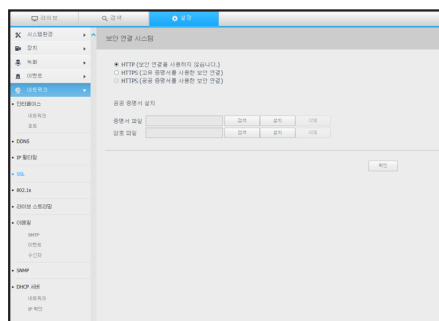 라이브
검색
설정
시스템환경
장치
녹화
이벤트
네트워크
인터페이스
네트워크
포트
DDNS
IP 필터링
SSL
802.1x
라이브 스트리밍
이메일
SMTP
이벤트
수신자
SNMP
DHCP 서버
네트워크
IP 확인
보안 연결 시스템
HTTP (보안 연결을 사용하지 않습니다.)
HTTPS (고유 증명서를 사용한 보안 연결)
HTTPS (공공 증명서를 사용한 보안 연결)
공공 증명서 설치
증명서 파일 검색 설치 삭제
암호 파일 검색 설치 삭제
확인